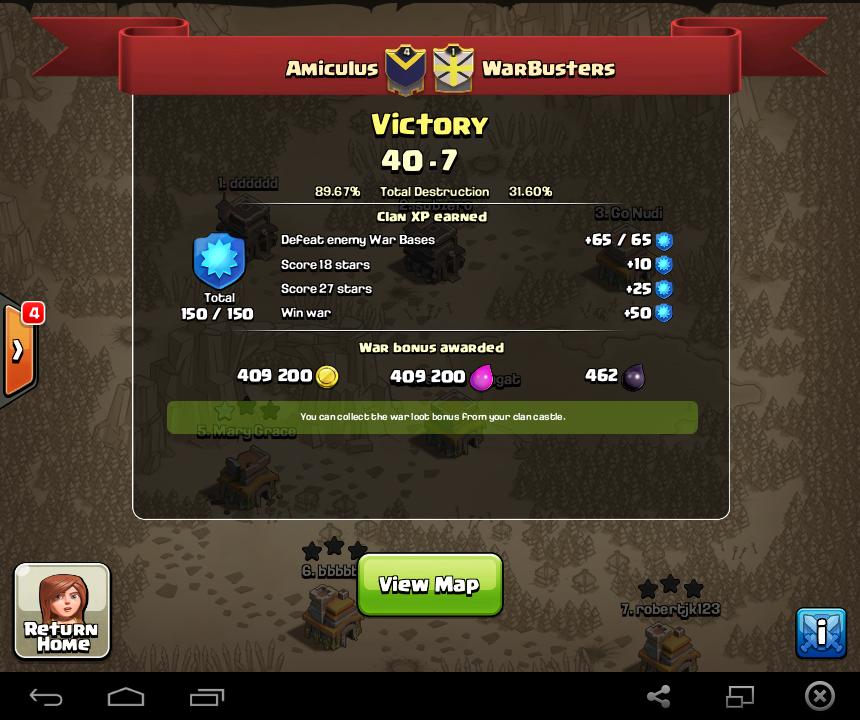 4
1
Amiculus
WarBusters
Victory
40 - 7
1. dddddd
89.67% Total Destruction 31.60%
3. Go Nudi
Clan XP earned
Defeat enemy War Bases +65 / 65
Score 18 stars +10
Score 27 stars +25
Win war +50
Total
150 / 150
4
War bonus awarded
409 200
409 200
462
You can collect the war loot bonus from your clan castle.
5. Mary Grace
View Map
7. robertjk123
Return
Home
i